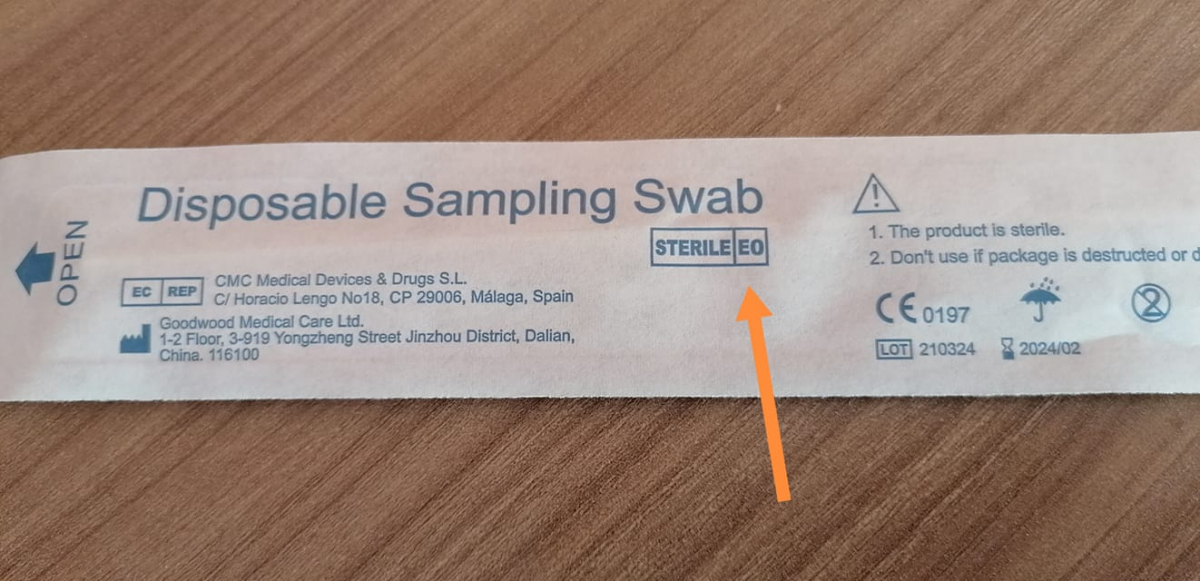 OPEN
Disposable Sampling Swab
STERILE EO
EC REP
CMC Medical Devices & Drugs S.L.
C/ Horacio Lengo No18, CP 29006, Málaga, Spain
Goodwood Medical Care Ltd.
1-2 Floor, 3-919 Yongzheng Street Jinzhou District, Dalian,
China. 116100
1. The product is sterile.
2. Don't use if package is destructed or
CE 0197
2
LOT 210324
2024/02